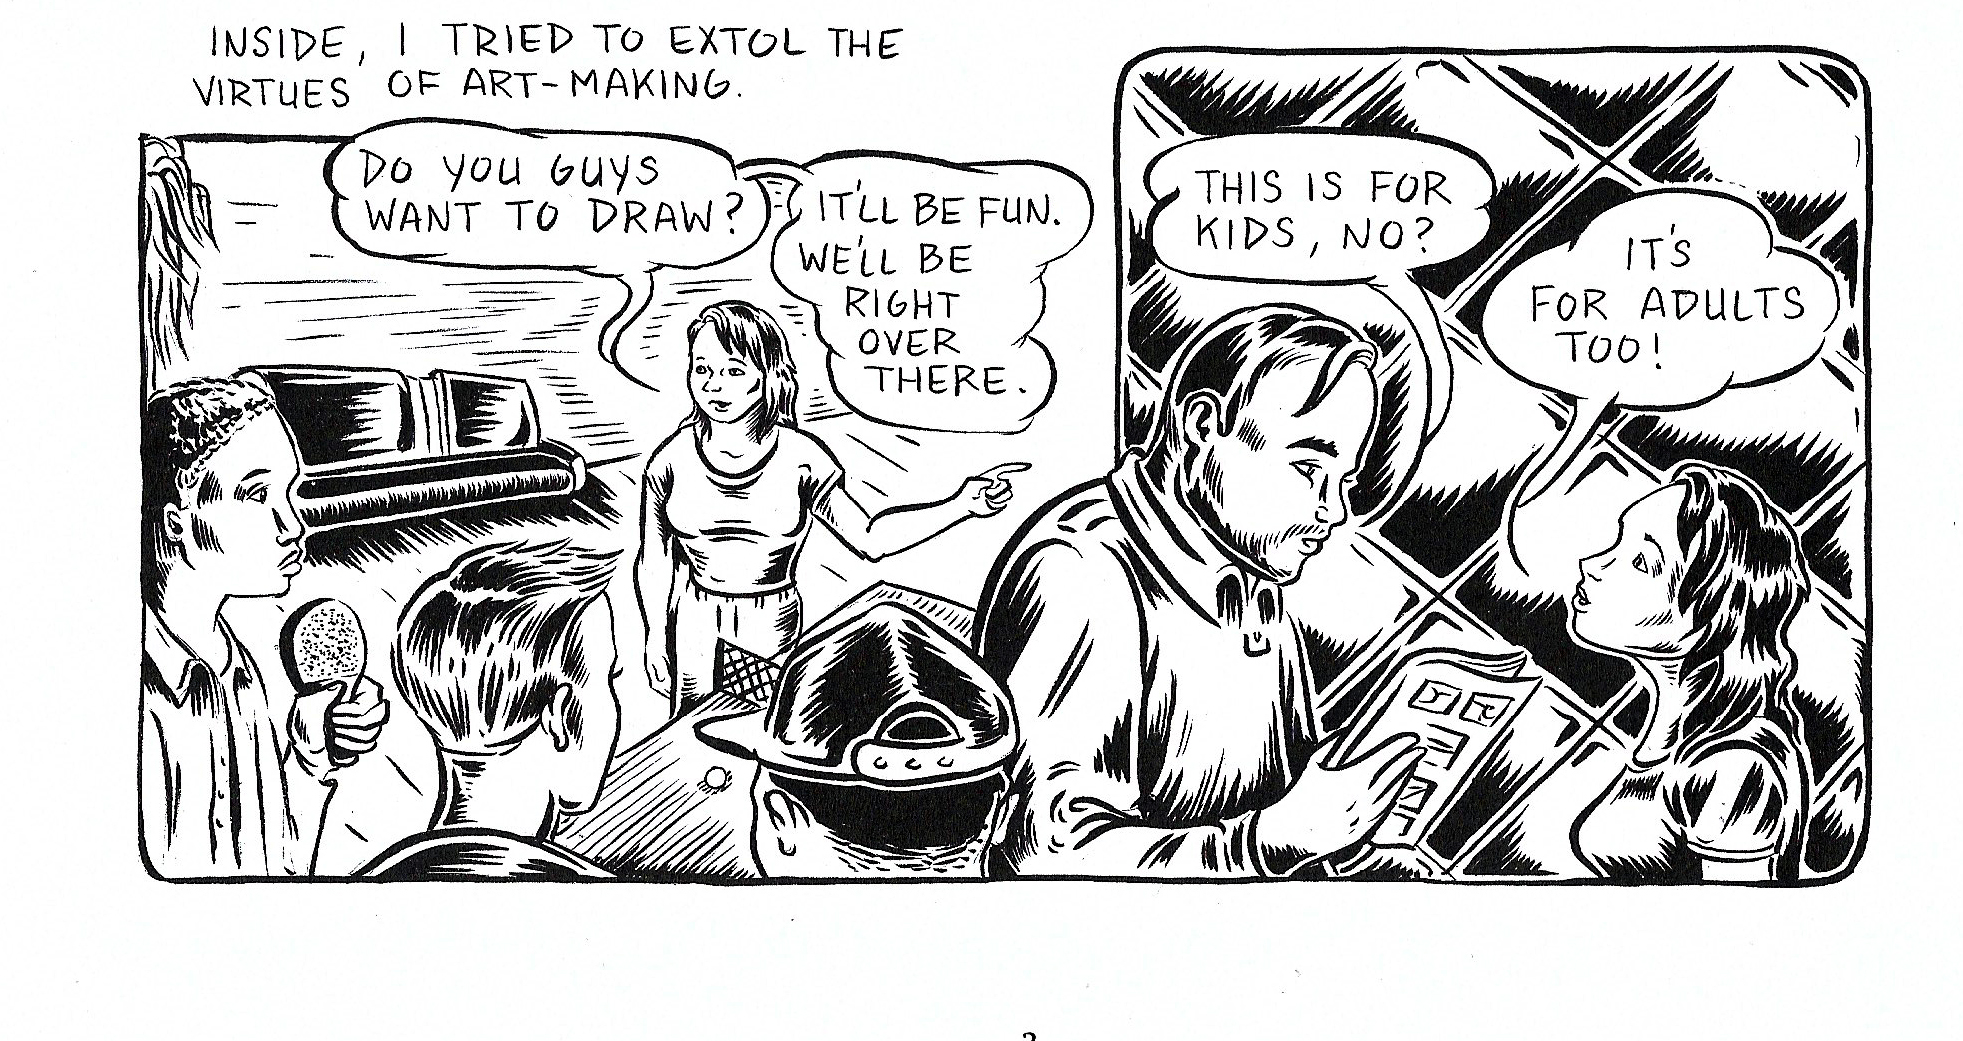 INSIDE, I TRIED TO EXTOL THE
VIRTUES OF ART-MAKING.
DO YOU GUYS
WANT TO DRAW?
IT'LL BE FUN.
WE'LL BE
RIGHT
OVER
THERE.
THIS IS FOR
KIDS, NO?
IT'S
FOR ADULTS
TOO!